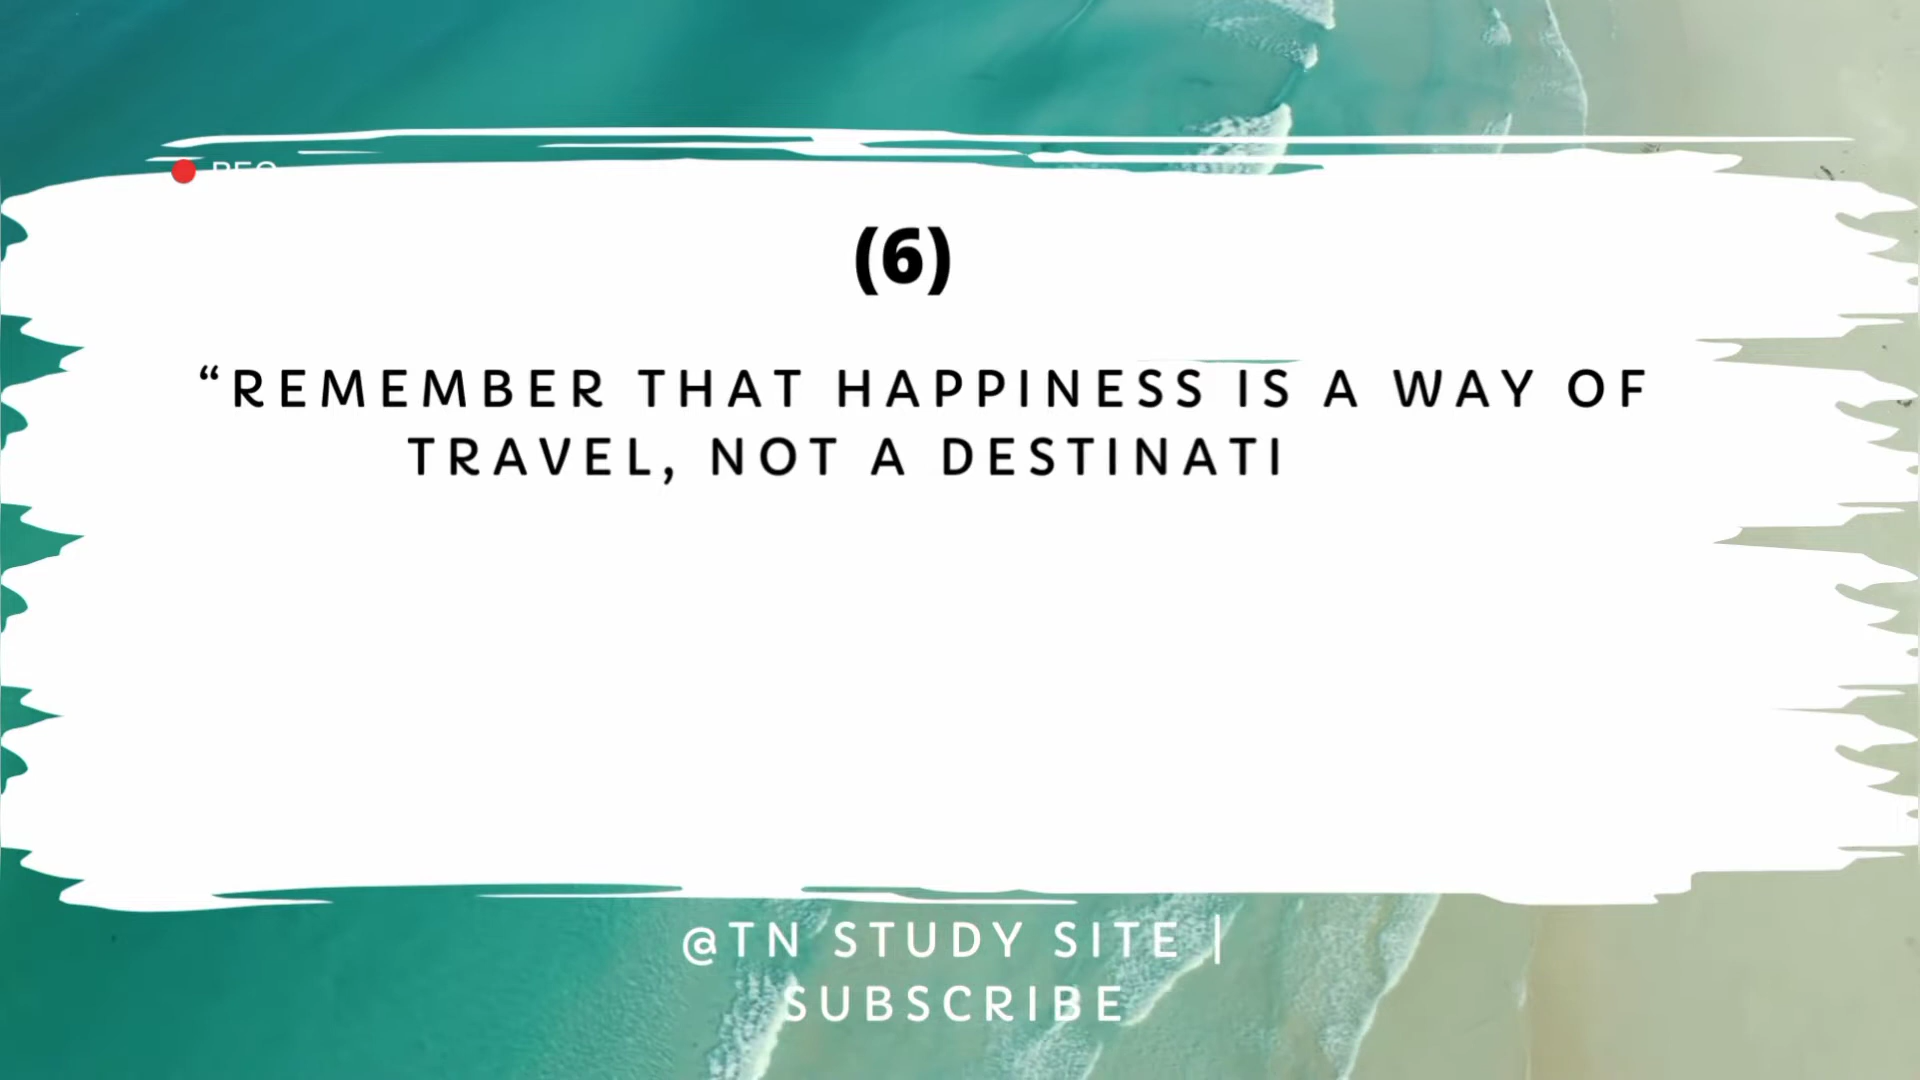 (6)
“REMEMBER THAT HAPPINESS IS A WAY OF
TRAVEL, NOT A DESTINATI
@TN STUDY SITE |
SUBSCRIBE